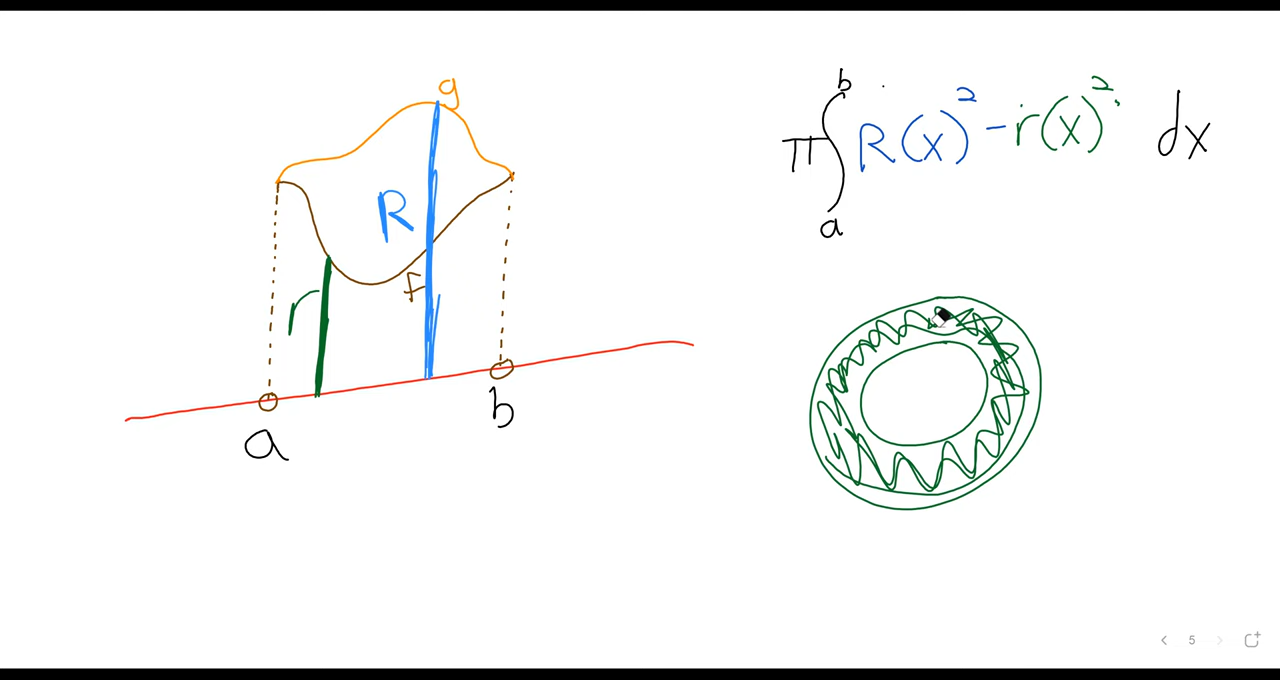 g
R
f
r
a
b
π∫ₐᵇ R(x)² - r(x)² dx
5